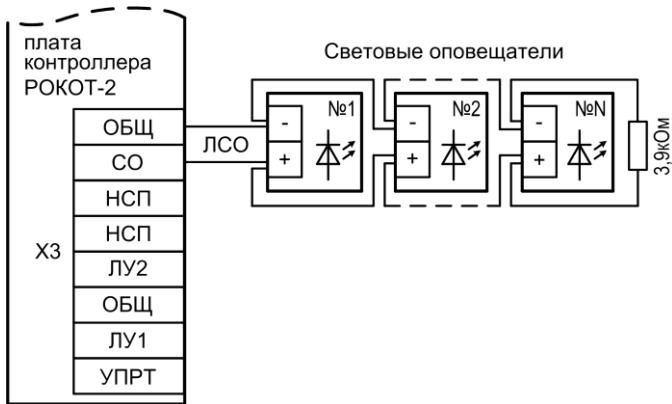 плата
контроллера
РОКОТ-2
Световые оповещатели
ОБЩ
СО
НСП
НСП
ЛУ2
ОБЩ
ЛУ1
УПРТ
Х3
ЛСО
№1
-
+
№2
-
+
№N
-
+
3,9кОм